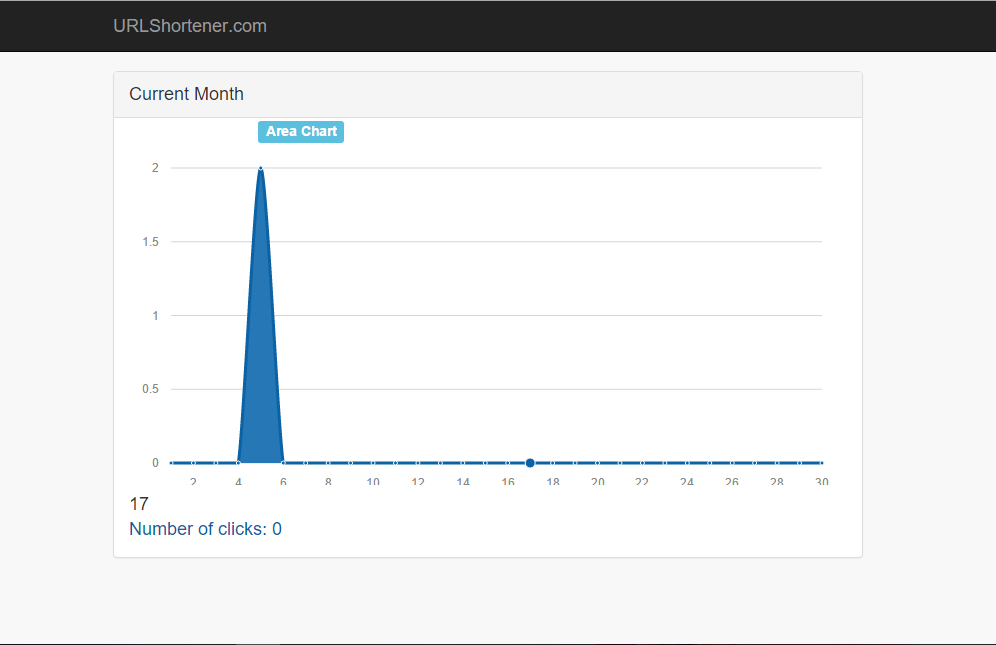 URLShortener.com
Current Month
Area Chart
2
1.5
1
0.5
0
2 4 6 8 10 12 14 16 18 20 22 24 26 28 30
17
Number of clicks: 0